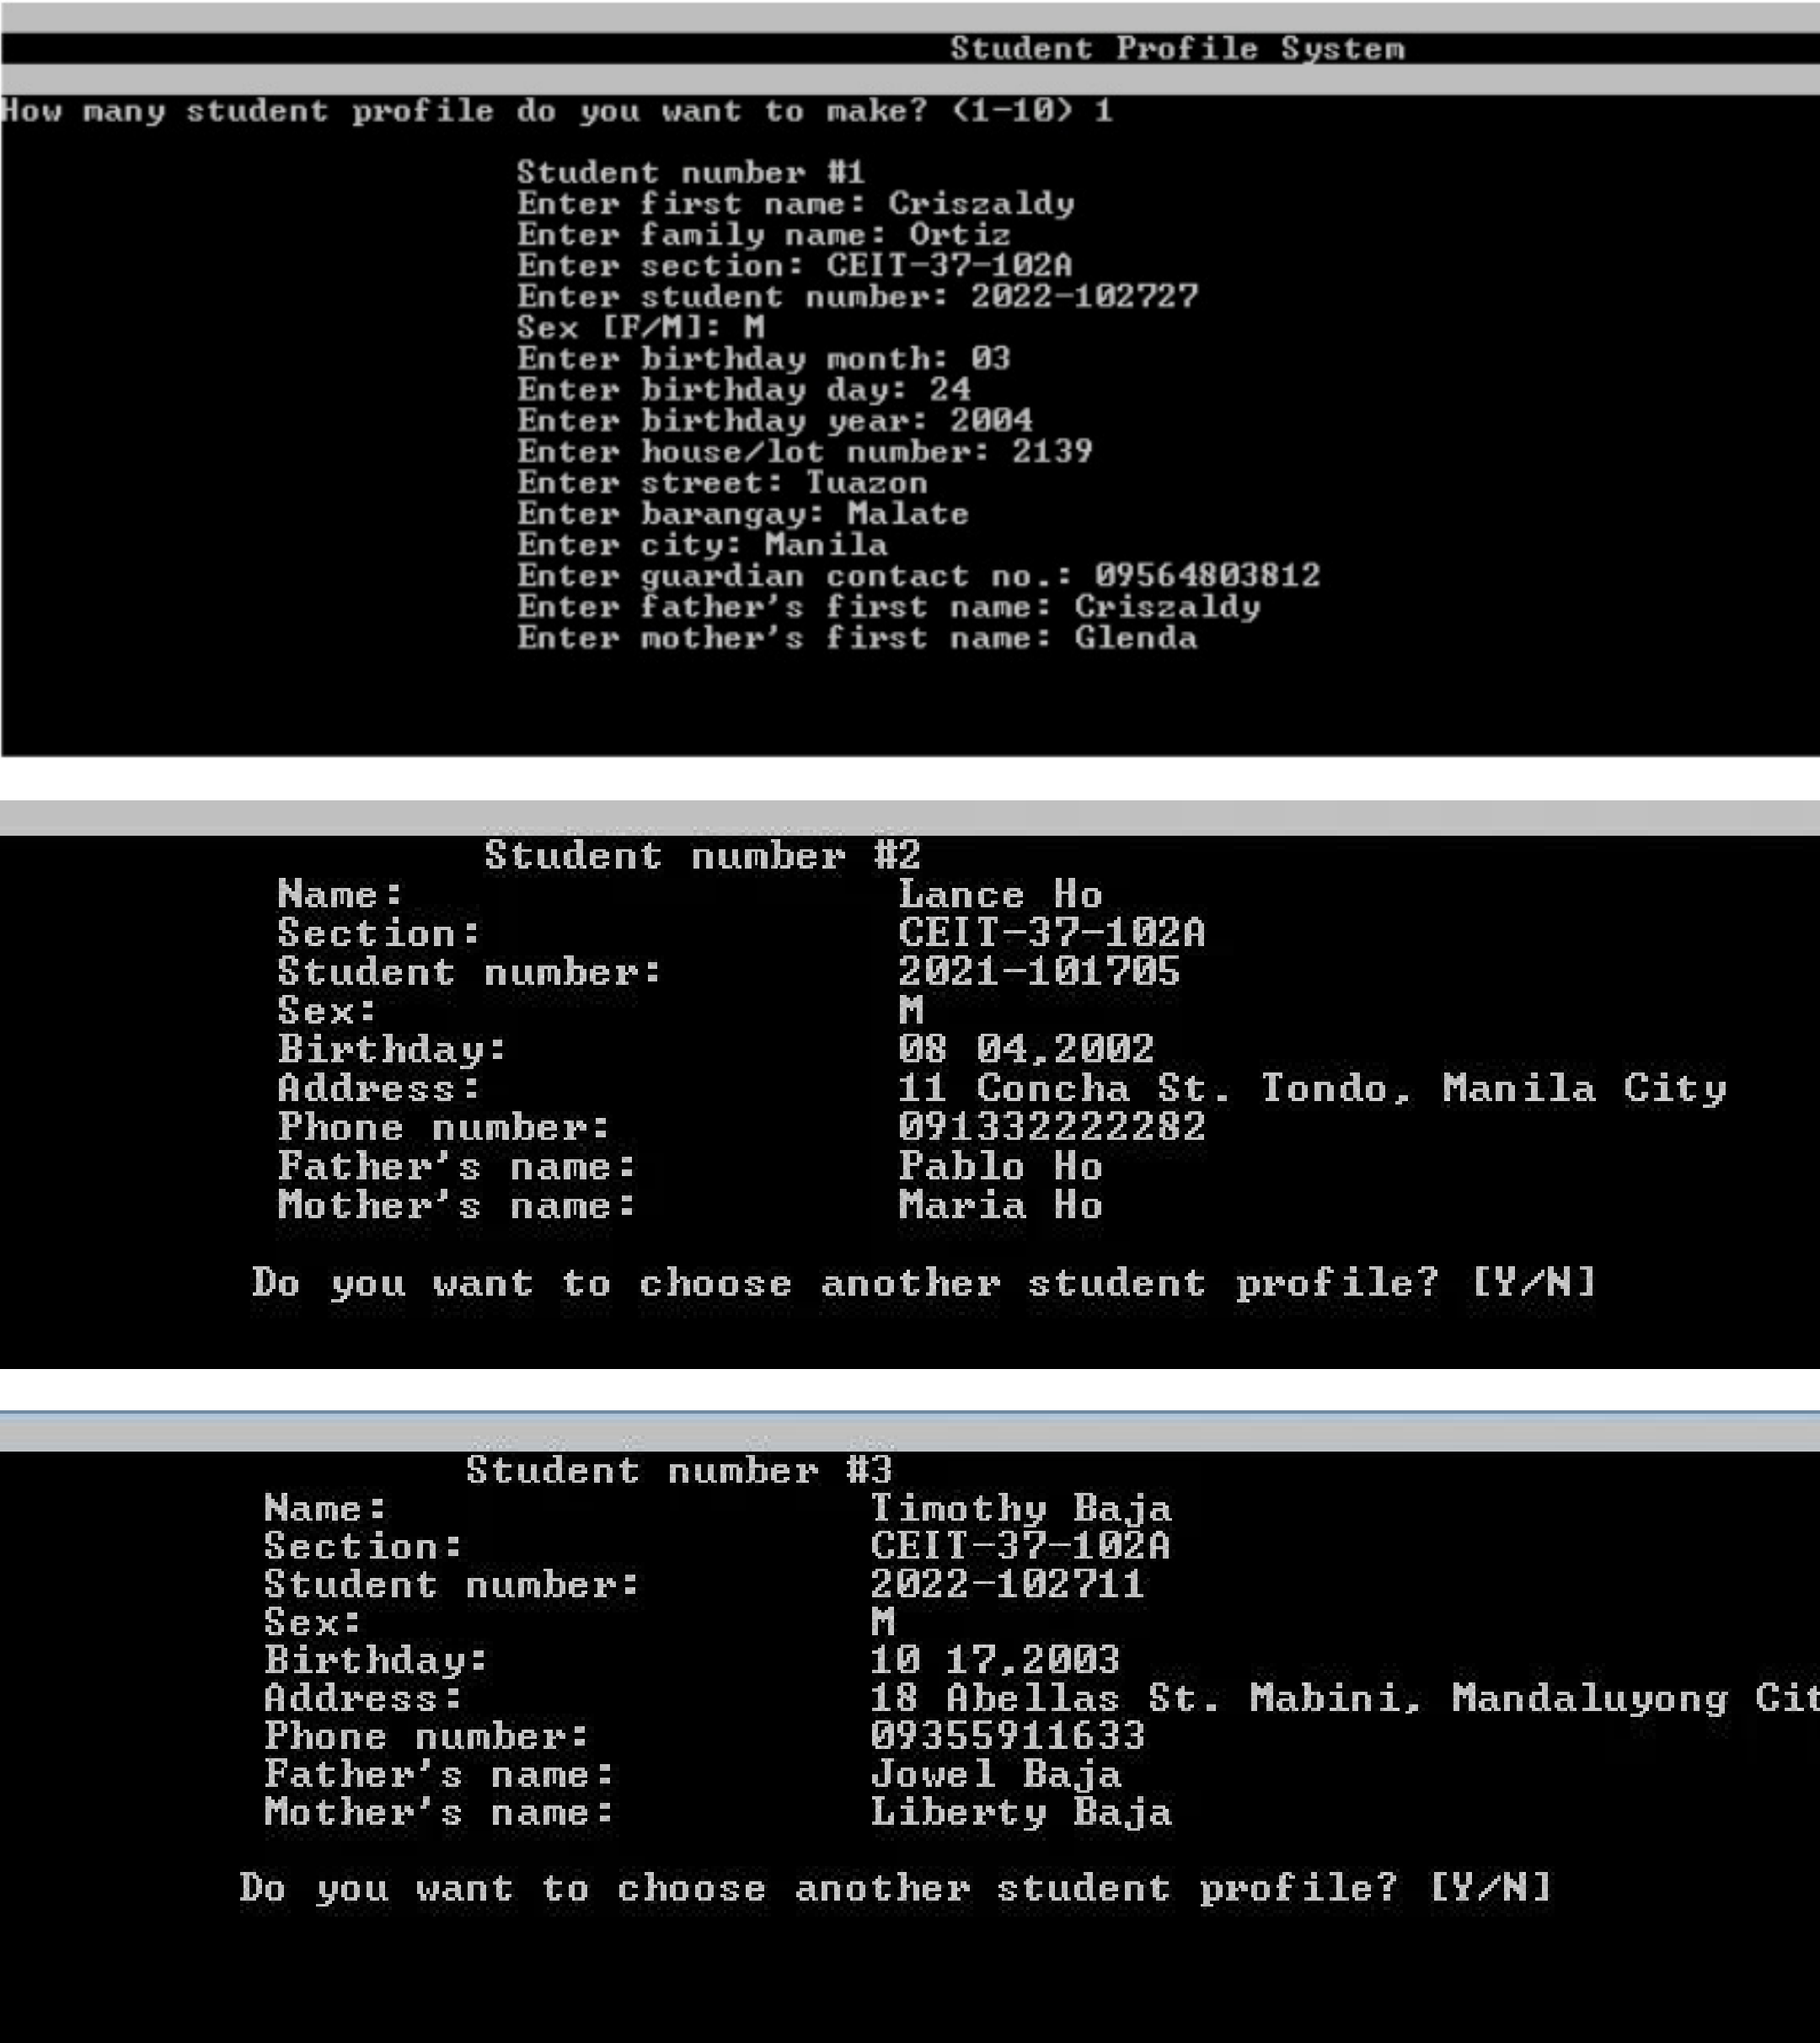 Student Profile System
How many student profile do you want to make? (1-10) 1
Student number #1
Enter first name: Criszaldy
Enter family name: Ortiz
Enter section: CEIT-37-102A
Enter student number: 2022-102727
Sex [F/M]: M
Enter birthday month: 03
Enter birthday day: 24
Enter birthday year: 2004
Enter house/lot number: 2139
Enter street: Tuazon
Enter barangay: Malate
Enter city: Manila
Enter guardian contact no.: 09564803812
Enter father's first name: Criszaldy
Enter mother's first name: Glenda
Student number #2
Name: Lance Ho
Section: CEIT-37-102A
Student number: 2021-101705
Sex: M
Birthday: 08 04,2002
Address: 11 Concha St. Tondo, Manila City
Phone number: 091332222282
Father's name: Pablo Ho
Mother's name: Maria Ho
Do you want to choose another student profile? [Y/N]
Student number #3
Name: Timothy Baja
Section: CEIT-37-102A
Student number: 2022-102711
Sex: M
Birthday: 10 17,2003
Address: 18 Abellas St. Mabini, Mandaluyong Cit
Phone number: 09355911633
Father's name: Jowel Baja
Mother's name: Liberty Baja
Do you want to choose another student profile? [Y/N]